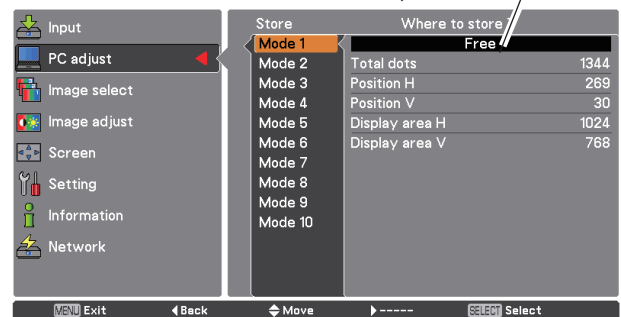 Input
PC adjust
Image select
Image adjust
Screen
Setting
Information
Network
Store
Where to store
Mode 1
Mode 2
Mode 3
Mode 4
Mode 5
Mode 6
Mode 7
Mode 8
Mode 9
Mode 10
Free
Total dots 1344
Position H 269
Position V 30
Display area H 1024
Display area V 768
MENU Exit ◀Back Move ▶----- SELECT Select